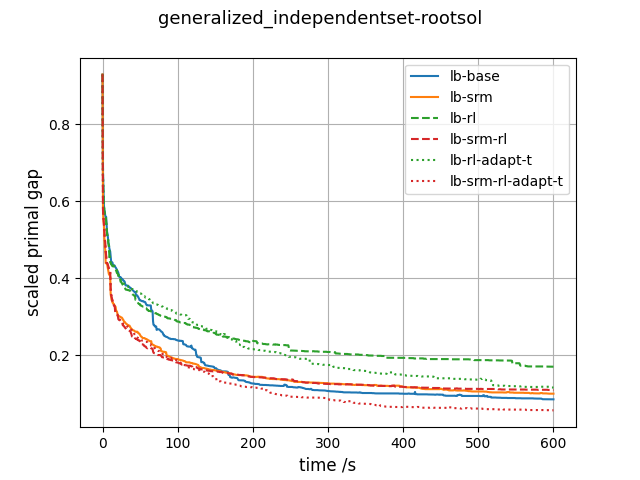 generalized_independentset-rootsol
lb-base
lb-srm
lb-rl
lb-srm-rl
lb-rl-adapt-t
lb-srm-rl-adapt-t
scaled primal gap
0.8
0.6
0.4
0.2
0 100 200 300 400 500 600
time /s